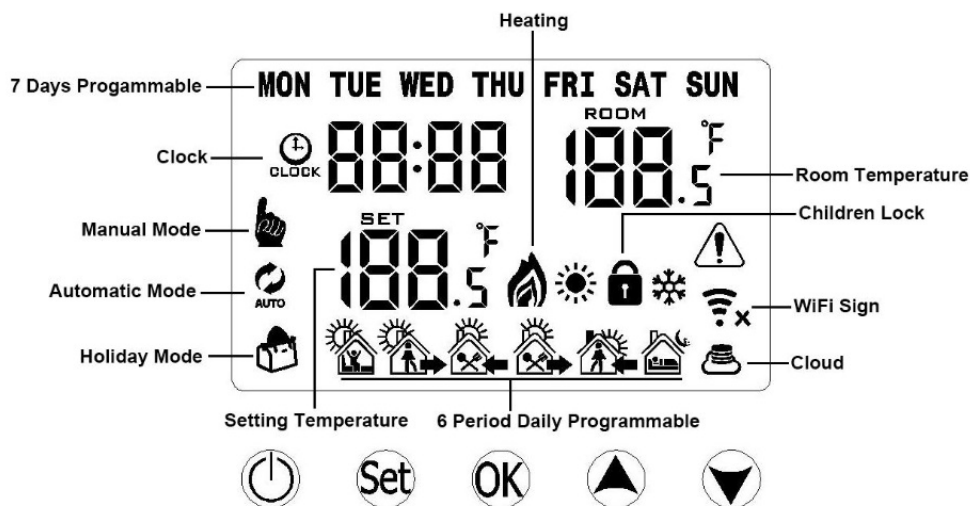 Heating
7 Days Progammable
MON TUE WED THU FRI SAT SUN
ROOM
Clock
CLOCK
88:88
188.5
°F
Room Temperature
Children Lock
Manual Mode
SET
188.5
°F
Automatic Mode
AUTO
WiFi Sign
Holiday Mode
Cloud
Setting Temperature
6 Period Daily Programmable
Set
OK